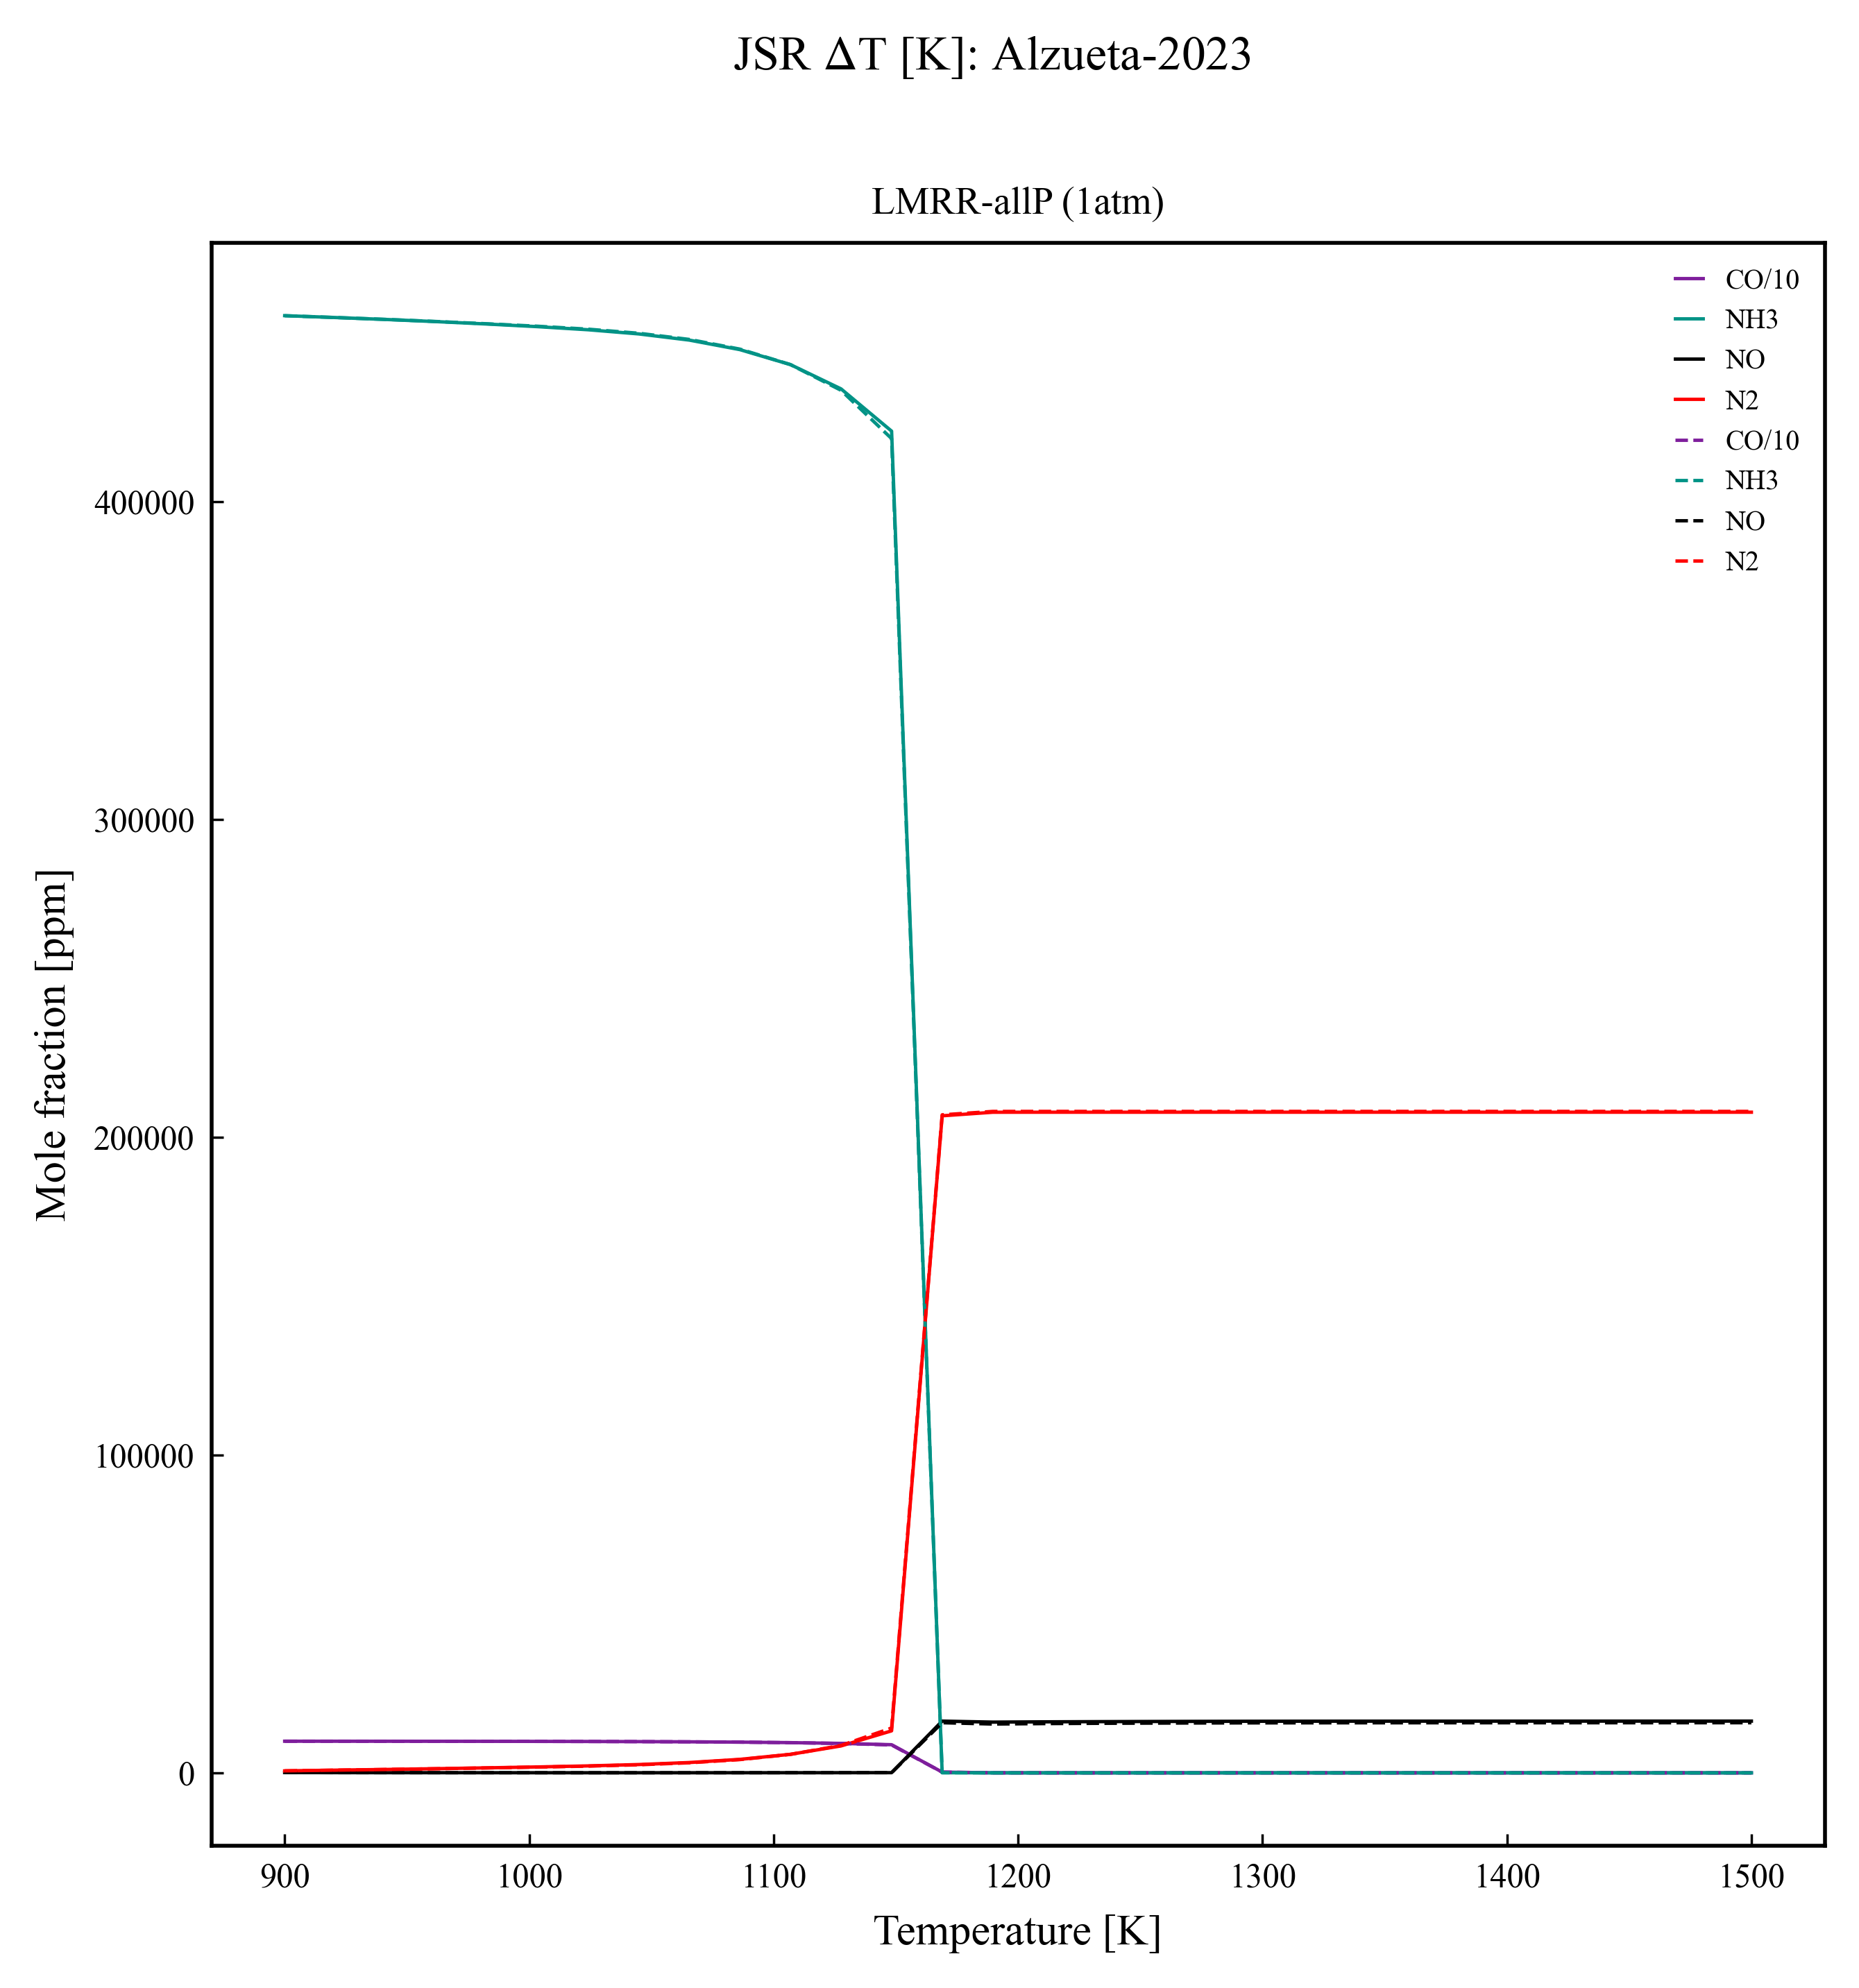 JSR ΔT [K]: Alzueta-2023
LMRR-allP (1atm)
CO/10
NH3
NO
N2
CO/10
NH3
NO
N2
400000
300000
200000
100000
0
Mole fraction [ppm]
900 1000 1100 1200 1300 1400 1500
Temperature [K]